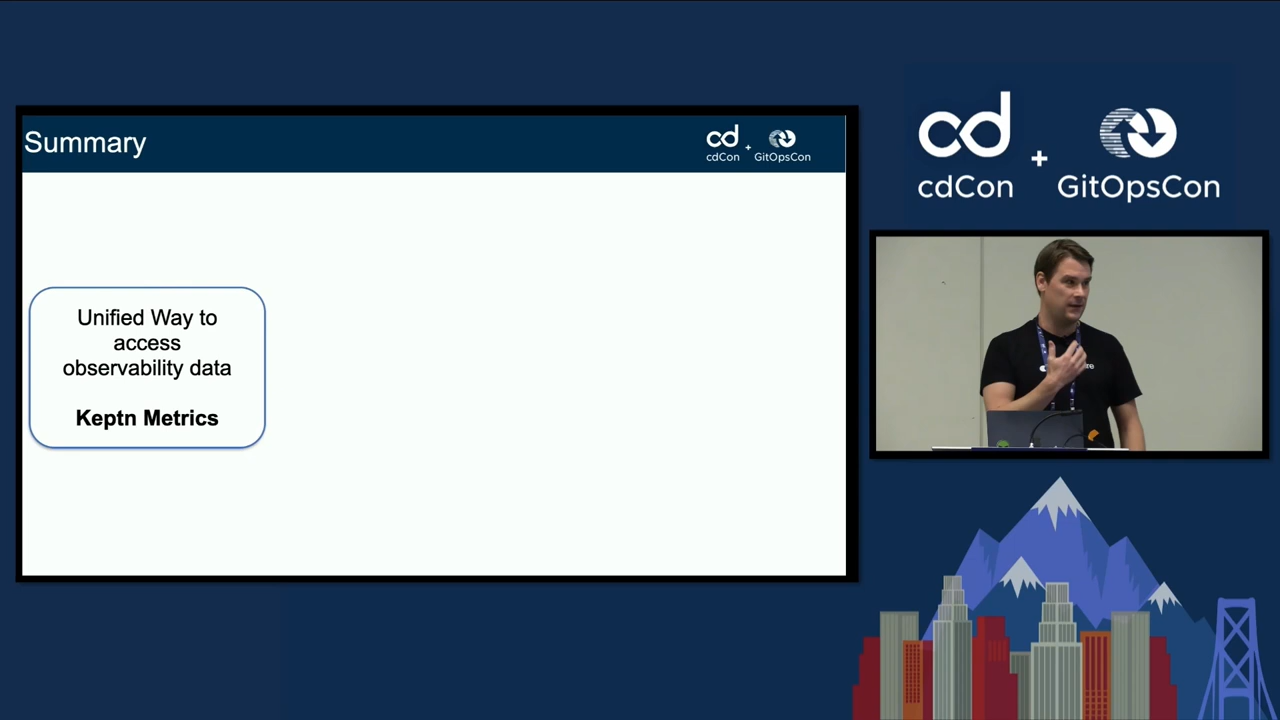 Summary
cd
cdCon
+
GitOpsCon
Unified Way to
access
observability data
Keptn Metrics
cd
cdCon
+
GitOpsCon